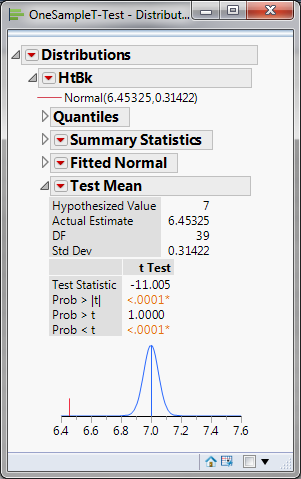 OneSampleT-Test - Distribut...
Distributions
HtBk
Normal(6.45325,0.31422)
Quantiles
Summary Statistics
Fitted Normal
Test Mean
Hypothesized Value 7
Actual Estimate 6.45325
DF 39
Std Dev 0.31422
t Test
Test Statistic -11.005
Prob > |t| <.0001*
Prob > t 1.0000
Prob < t <.0001*
6.4 6.6 6.8 7.0 7.2 7.4 7.6